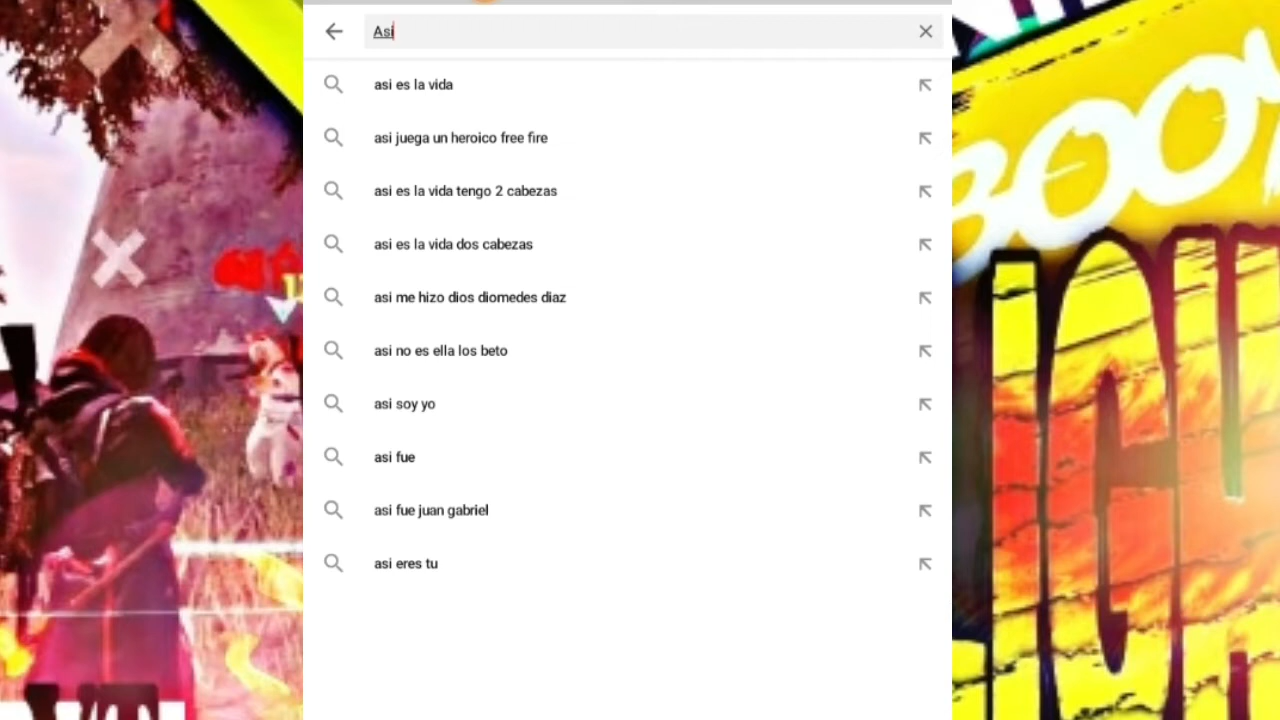 Asi
asi es la vida
asi juega un heroico free fire
asi es la vida tengo 2 cabezas
asi es la vida dos cabezas
asi me hizo dios diomedes diaz
asi no es ella los beto
asi soy yo
asi fue
asi fue juan gabriel
asi eres tu